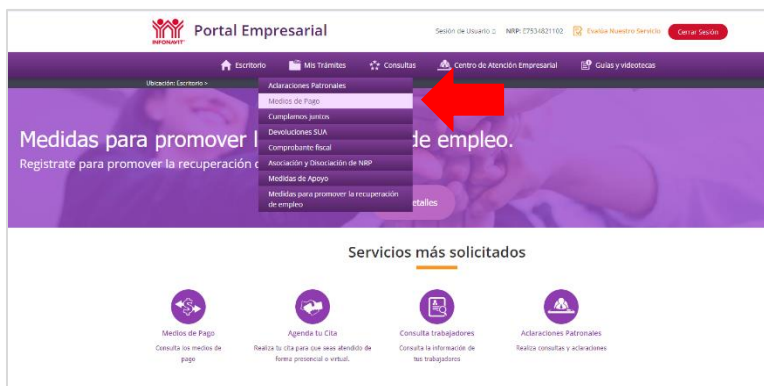 INFONAVIT
Portal Empresarial
Sesión de Usuario
NRP: E7534821102
Evalúa Nuestro Servicio
Cerrar Sesión
Escritorio
Mis Trámites
Consultas
Centro de Atención Empresarial
Guías y videotecas
Ubicación: Escritorio >
Aclaraciones Patronales
Medios de Pago
Cumplamos juntos
Devoluciones SUA
Comprobante fiscal
Asociación y Disociación de NRP
Medidas de Apoyo
Medidas para promover la recuperación
de empleo
Medidas para promover l
de empleo.
Registrate para promover la recuperación
etalles
Servicios más solicitados
Medios de Pago
Consulta los medios de
pago
Agenda tu Cita
Realiza tu cita para que seas atendido de
forma presencial o virtual.
Consulta trabajadores
Consulta la información de
tus trabajadores
Aclaraciones Patronales
Realiza consultas y aclaraciones